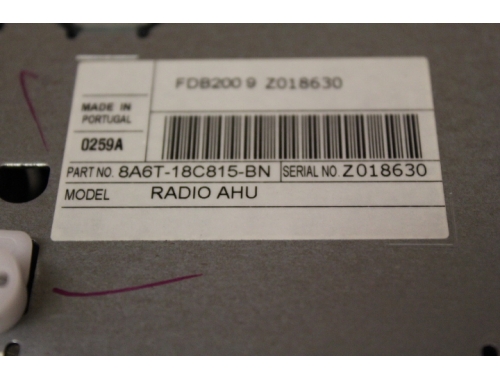 FDB200 9 Z018630
MADE IN
PORTUGAL
0259A
PART NO. 8A6T-18C815-BN SERIAL NO. Z018630
MODEL RADIO AHU